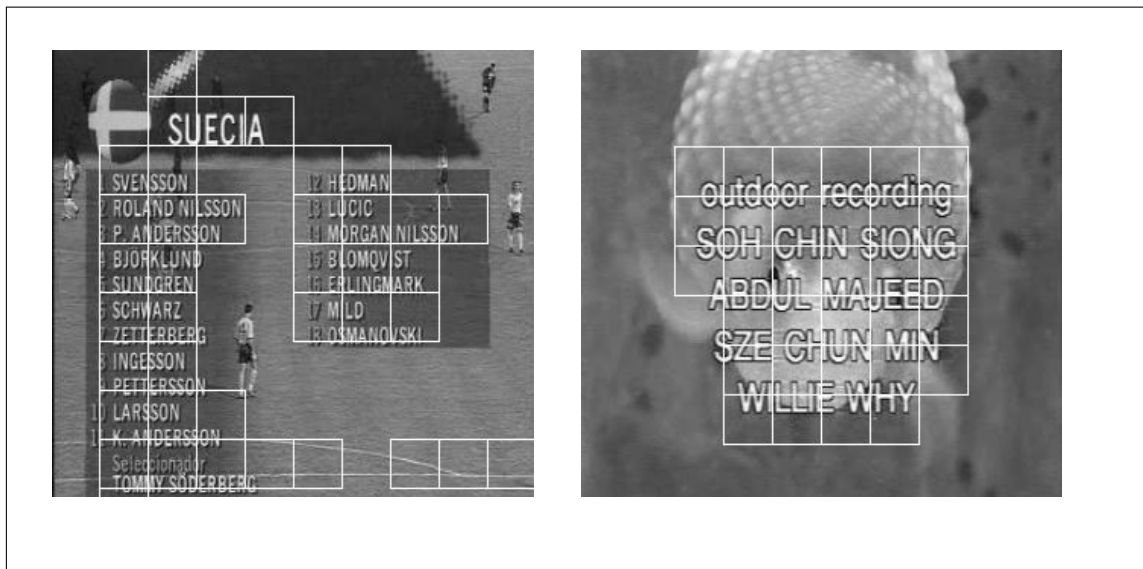 SUECIA
1 SVENSSON
2 ROLAND NILSSON
3 P. ANDERSSON
4 BJÖRKLUND
5 SUNDGREN
6 SCHWARZ
7 ZETTERBERG
8 INGESSON
9 PETTERSSON
10 LARSSON
11 K. ANDERSSON
Seleccionador
TOMMY SÖDERBERG
12 HEDMAN
13 LUCIC
14 MORGAN NILSSON
15 BLOMQVIST
16 ERLINGMARK
17 MILD
18 OSMANOVSKI
outdoor recording
SOH CHIN SIONG
ABDUL MAJEED
SZE CHUN MIN
WILLIE WHY